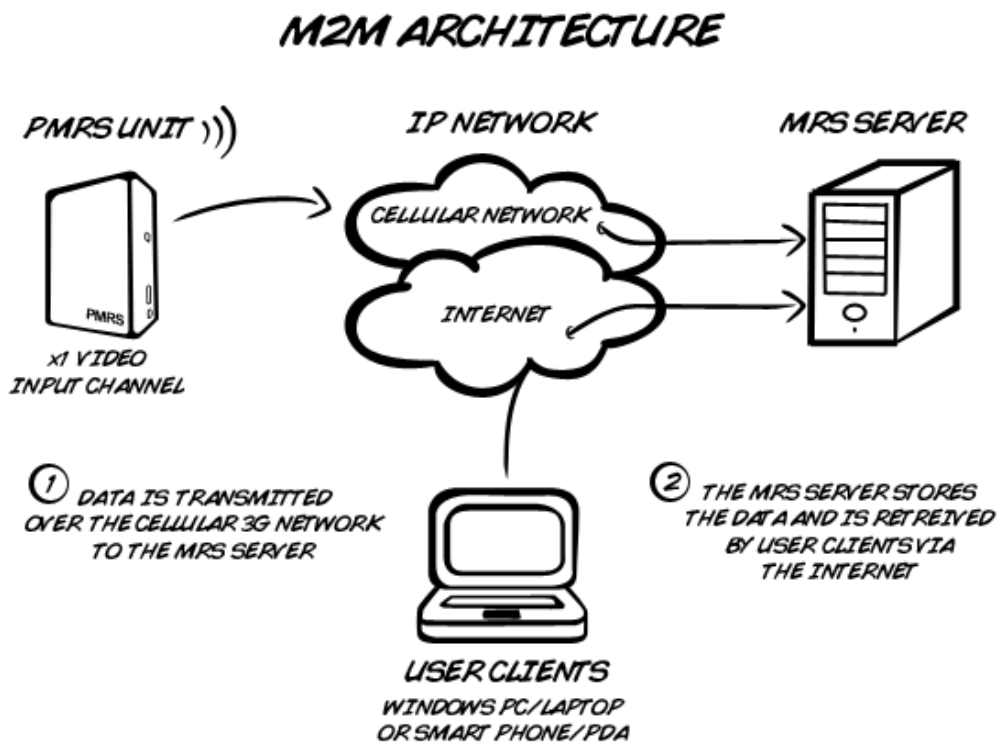 M2M ARCHITECTURE
PMRS UNIT
IP NETWORK
MRS SERVER
CELLULAR NETWORK
INTERNET
PMRS
X1 VIDEO
INPUT CHANNEL
1 DATA IS TRANSMITTED
OVER THE CELLULAR 3G NETWORK
TO THE MRS SERVER
2 THE MRS SERVER STORES
THE DATA AND IS RETREIVED
BY USER CLIENTS VIA
THE INTERNET
USER CLIENTS
WINDOWS PC/LAPTOP
OR SMART PHONE/PDA